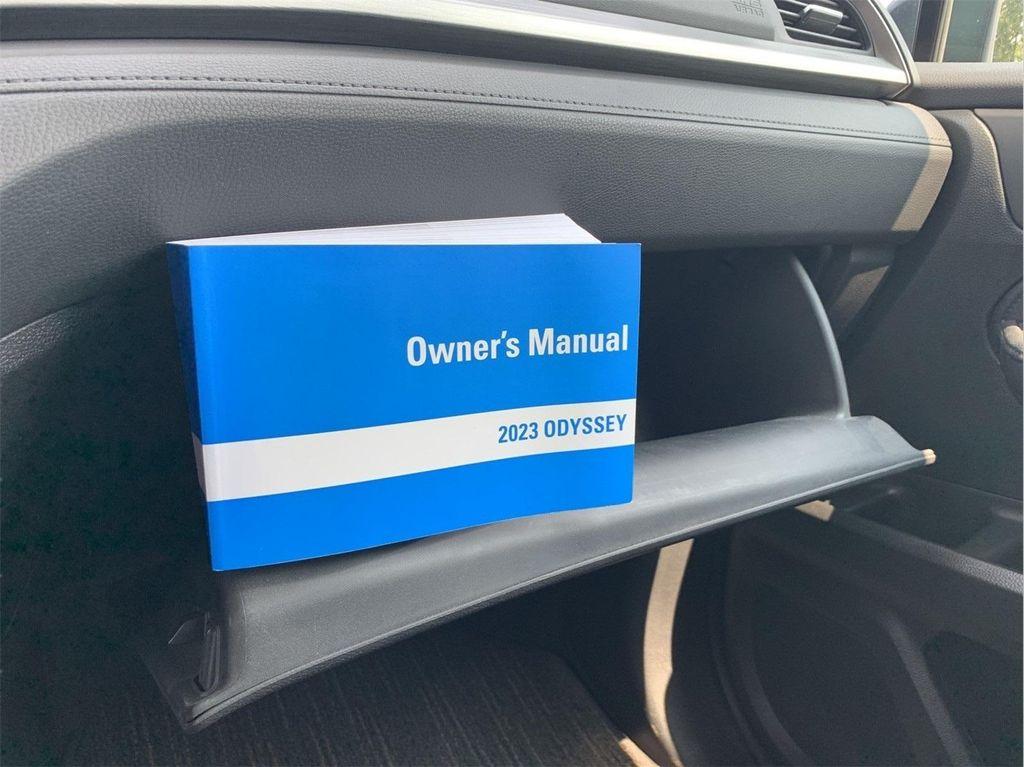 Owner's Manual
2023 ODYSSEY